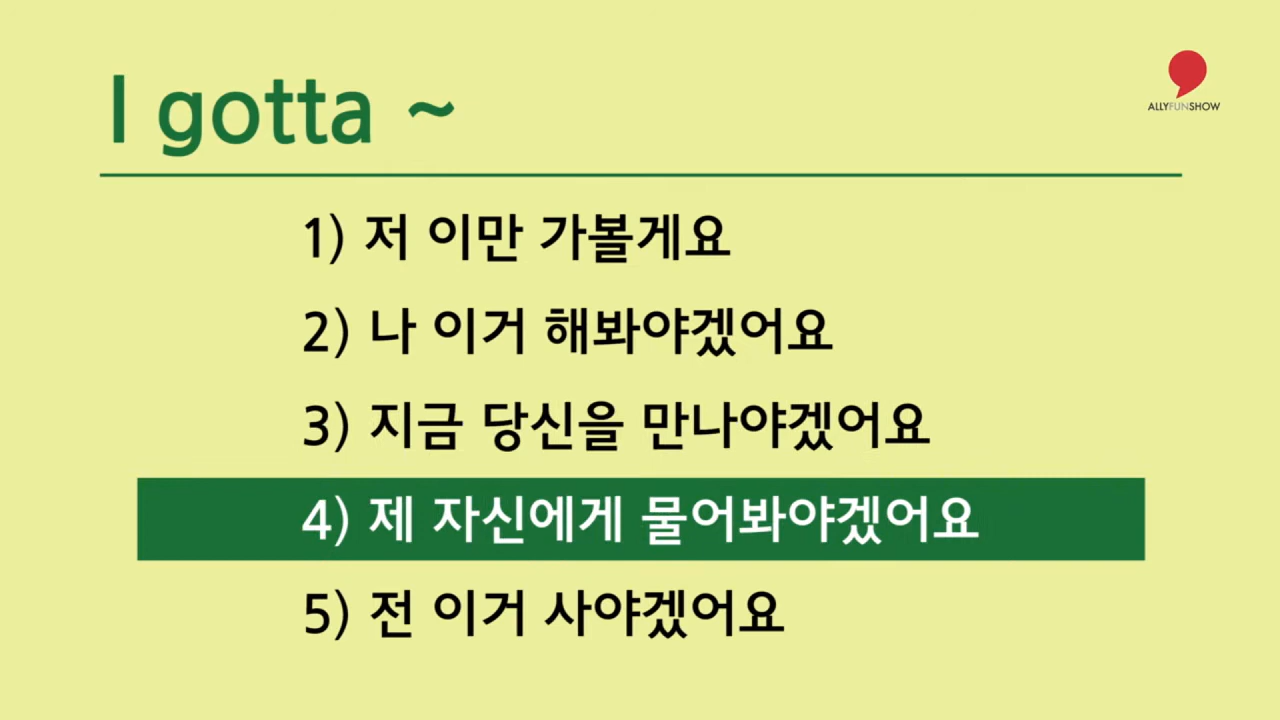 I gotta ~
ALLYFUNSHOW
1) 저 이만 가볼게요
2) 나 이거 해봐야겠어요
3) 지금 당신을 만나야겠어요
4) 제 자신에게 물어봐야겠어요
5) 전 이거 사야겠어요